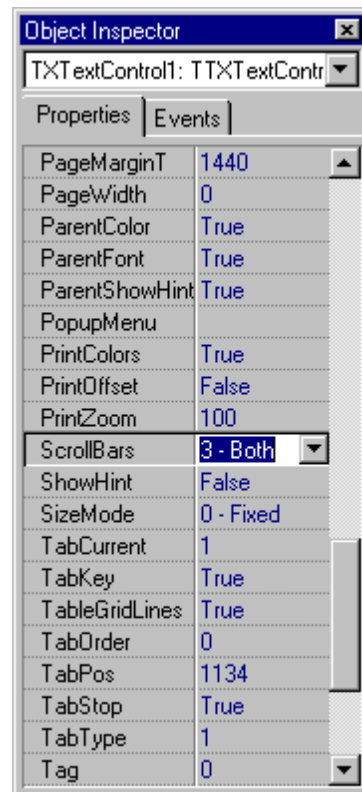 Object Inspector
TXTextControl1: TTXTextContr
Properties Events
PageMarginT 1440
PageWidth 0
ParentColor True
ParentFont True
ParentShowHint True
PopupMenu
PrintColors True
PrintOffset False
PrintZoom 100
ScrollBars 3 - Both
ShowHint False
SizeMode 0 - Fixed
TabCurrent 1
TabKey True
TableGridLines True
TabOrder 0
TabPos 1134
TabStop True
TabType 1
Tag 0